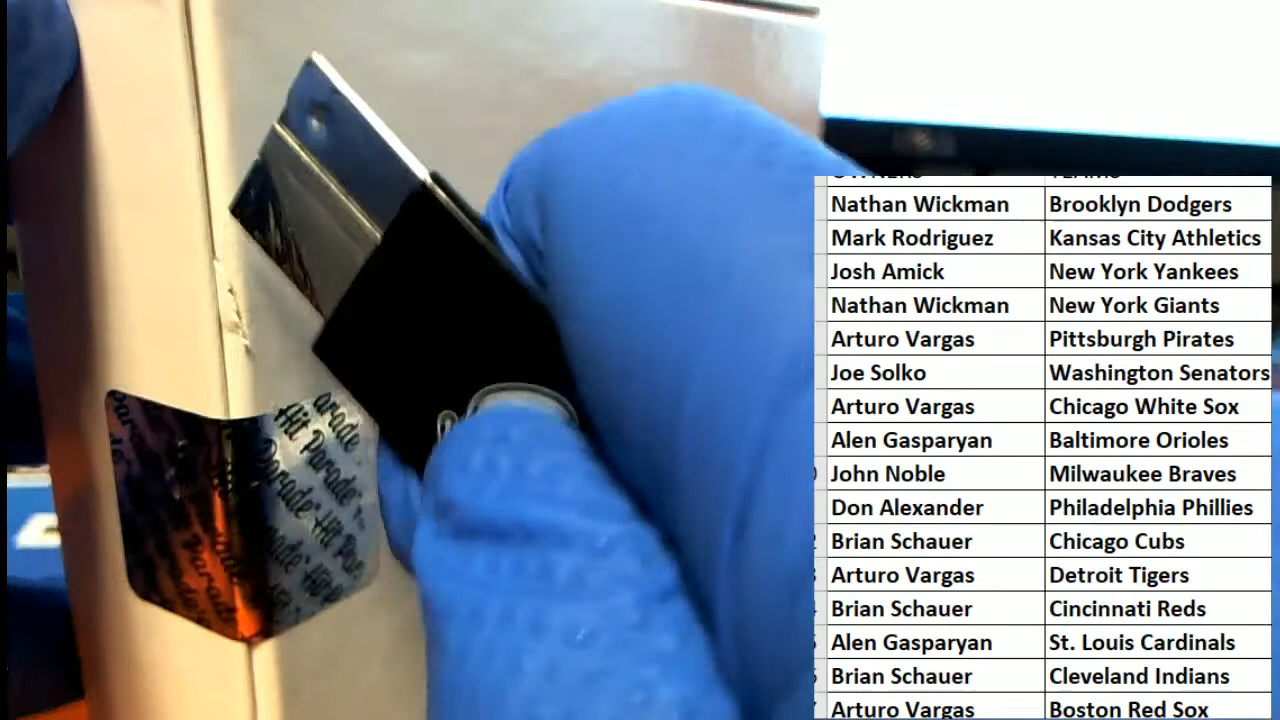 Nathan Wickman Brooklyn Dodgers
Mark Rodriguez Kansas City Athletics
Josh Amick New York Yankees
Nathan Wickman New York Giants
Arturo Vargas Pittsburgh Pirates
Joe Solko Washington Senators
Arturo Vargas Chicago White Sox
Alen Gasparyan Baltimore Orioles
John Noble Milwaukee Braves
Don Alexander Philadelphia Phillies
Brian Schauer Chicago Cubs
Arturo Vargas Detroit Tigers
Brian Schauer Cincinnati Reds
Alen Gasparyan St. Louis Cardinals
Brian Schauer Cleveland Indians
Arturo Vargas Boston Red Sox
arade
Hit Parade
Parade Hit